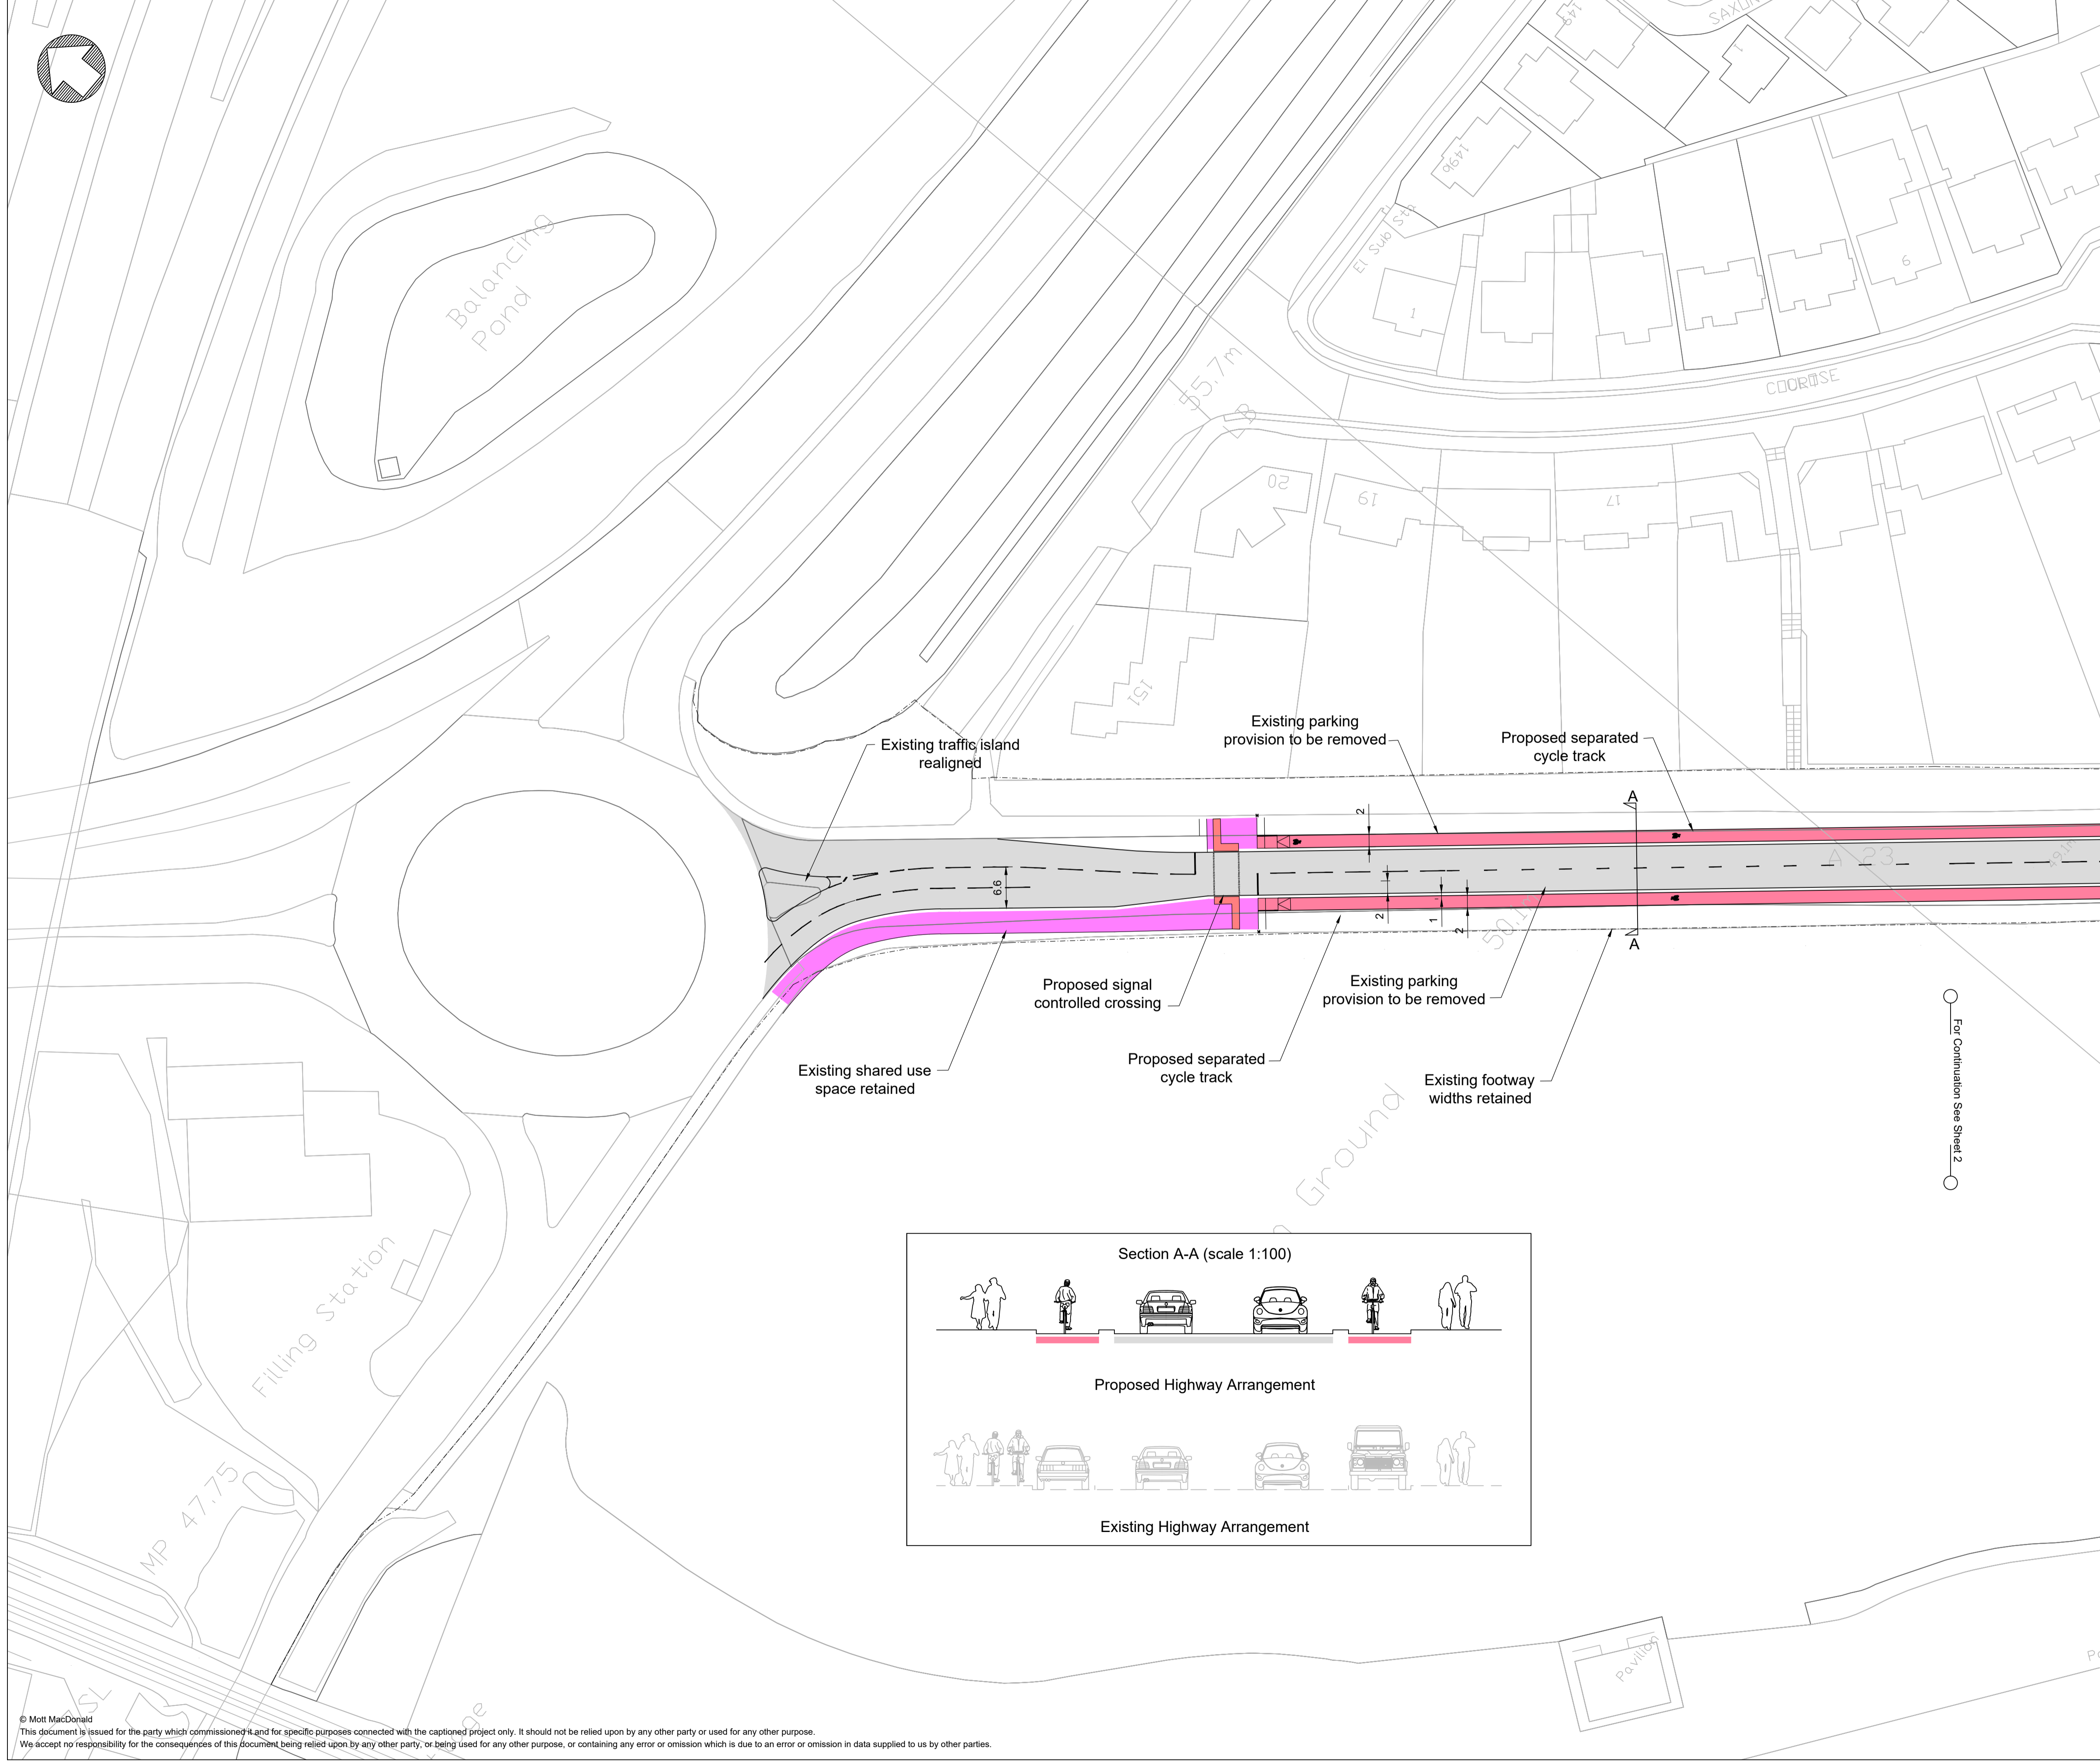 149
1
149b
El Sub Sta
1
6
Balancing
Pond
55.7m
LB
20
19
17
151
Existing traffic island
realigned
Existing parking
provision to be removed
Proposed separated
cycle track
2
A
A 23
6.6
2
1
2
A
Proposed signal
controlled crossing
Existing parking
provision to be removed
Existing shared use
space retained
Proposed separated
cycle track
Existing footway
widths retained
For Continuation See Sheet 2
Ground
Filling Station
MP 47.75
SL
Pavilion
Section A-A (scale 1:100)
Proposed Highway Arrangement
Existing Highway Arrangement
© Mott MacDonald
This document is issued for the party which commissioned it and for specific purposes connected with the captioned project only. It should not be relied upon by any other party or used for any other purpose.
We accept no responsibility for the consequences of this document being relied upon by any other party, or being used for any other purpose, or containing any error or omission which is due to an error or omission in data supplied to us by other parties.